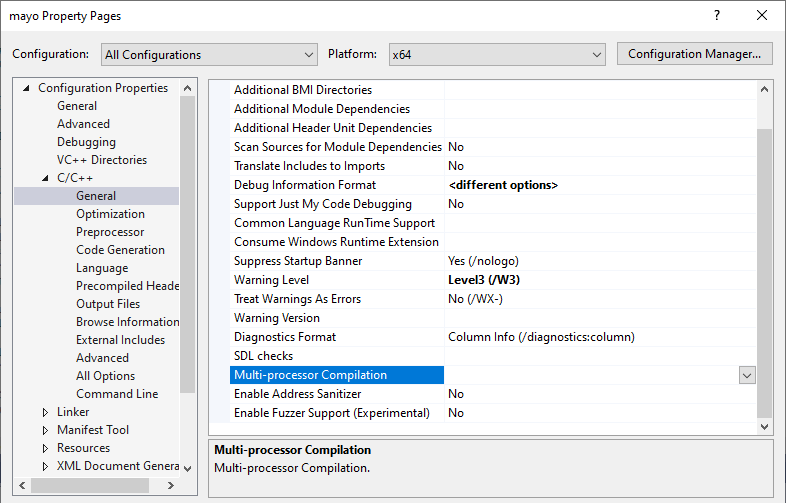 mayo Property Pages
Configuration: All Configurations Platform: x64 Configuration Manager...
Configuration Properties
General
Advanced
Debugging
VC++ Directories
C/C++
General
Optimization
Preprocessor
Code Generation
Language
Precompiled Heade
Output Files
Browse Information
External Includes
Advanced
All Options
Command Line
Linker
Manifest Tool
Resources
XML Document Genera
Additional BMI Directories
Additional Module Dependencies
Additional Header Unit Dependencies
Scan Sources for Module Dependencies No
Translate Includes to Imports No
Debug Information Format <different options>
Support Just My Code Debugging No
Common Language RunTime Support
Consume Windows Runtime Extension
Suppress Startup Banner Yes (/nologo)
Warning Level Level3 (/W3)
Treat Warnings As Errors No (/WX-)
Warning Version
Diagnostics Format Column Info (/diagnostics:column)
SDL checks
Multi-processor Compilation
Enable Address Sanitizer No
Enable Fuzzer Support (Experimental) No
Multi-processor Compilation
Multi-processor Compilation.